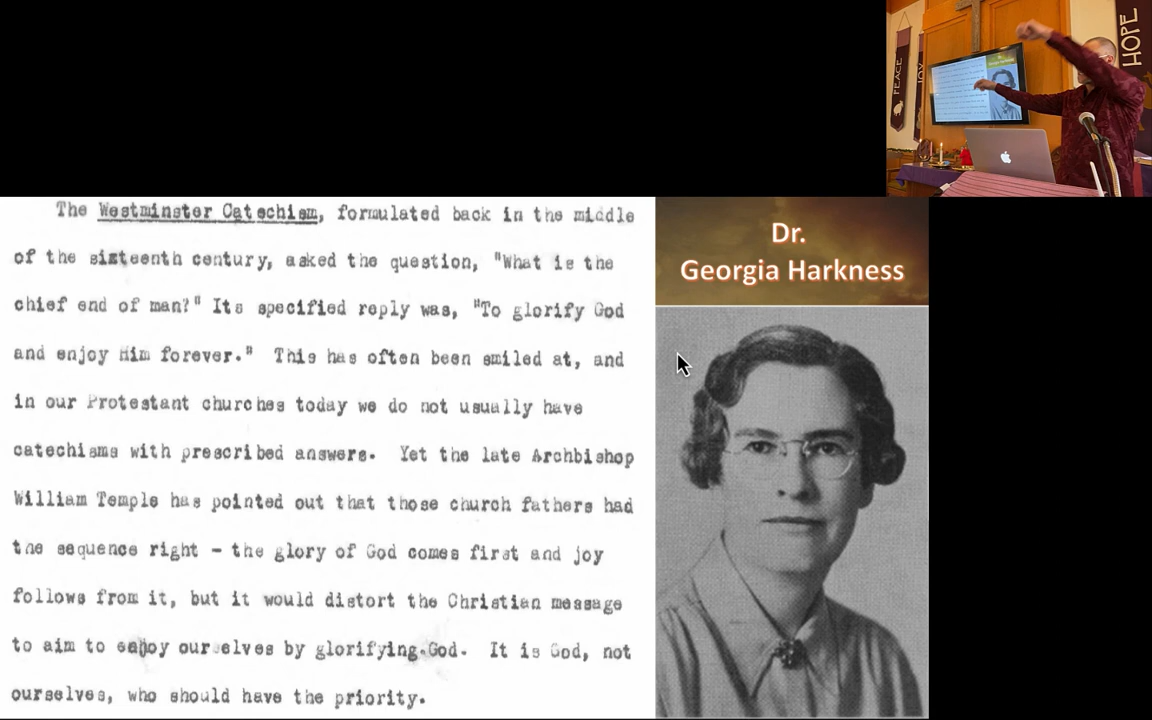 PEACE
JOY
HOPE
The Westminster Catechism, formulated back in the middle
of the sixteenth century, asked the question, "What is the
chief end of man?" Its specified reply was, "To glorify God
and enjoy Him forever." This has often been smiled at, and
in our Protestant churches today we do not usually have
catechisms with prescribed answers. Yet the late Archbishop
William Temple has pointed out that those church fathers had
the sequence right - the glory of God comes first and joy
follows from it, but it would distort the Christian message
to aim to enjoy ourselves by glorifying God. It is God, not
ourselves, who should have the priority.
Dr.
Georgia Harkness